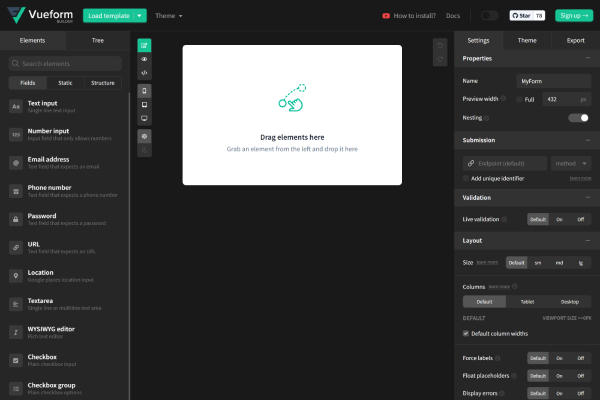 Vueform
BUILDER
Load template
Theme
How to install?
Docs
Star 78
Sign up →
Elements
Tree
Search elements
Fields
Static
Structure
Text input
Single line text input
Number input
Input field that only allows numbers
Email address
Text field that expects an email
Phone number
Text field that expects a phone number
Password
Text field that expects a password
URL
Text field that expects an URL
Location
Google places location input
Textarea
Single line or multiline text area
WYSIWYG editor
Rich text editor
Checkbox
Plain checkbox input
Checkbox group
Plain checkbox options
Drag elements here
Grab an element from the left and drop it here
Settings
Theme
Export
Properties
Name
MyForm
Preview width
Full
432
px
Nesting
Submission
Endpoint (default)
method
Add unique identifier
learn more
Validation
Live validation
Default
On
Off
Layout
Size
learn more
Default
sm
md
lg
Columns
learn more
Default
Tablet
Desktop
DEFAULT
VIEWPORT SIZE >=0PX
Default column widths
Force labels
Default
On
Off
Float placeholders
Default
On
Off
Display errors
Default
On
Off